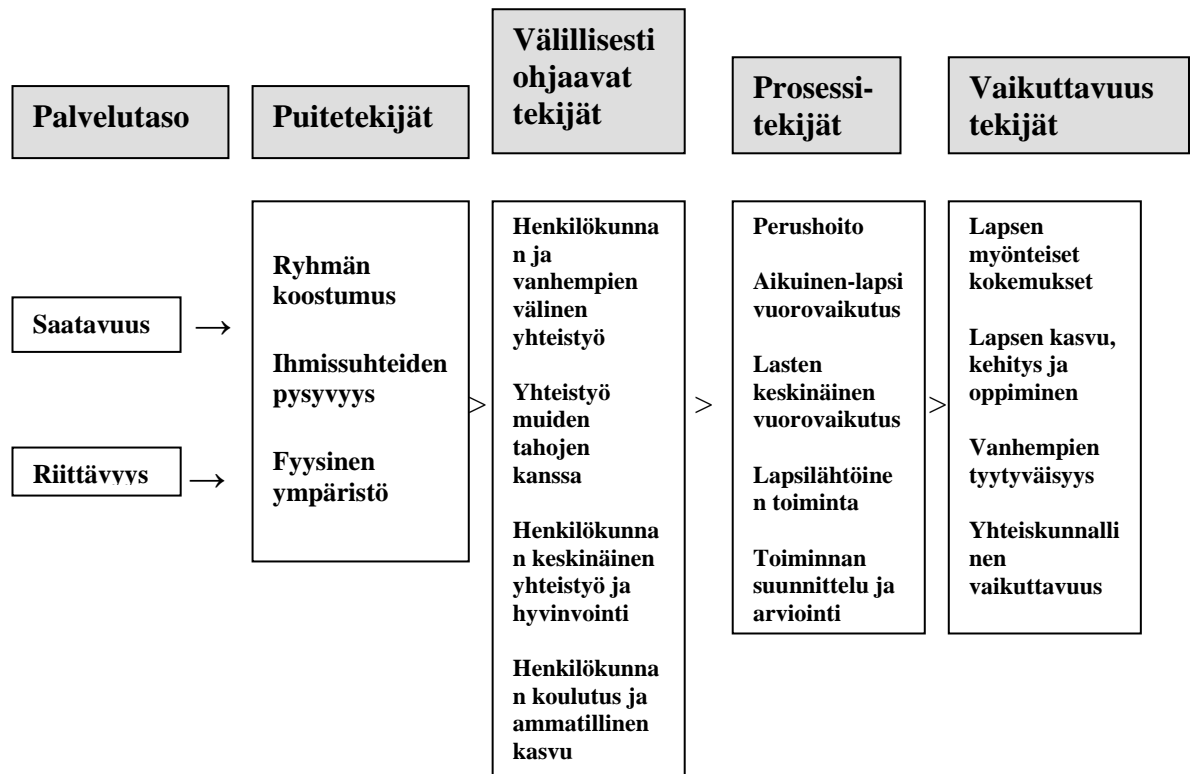 Palvelutaso
Puitetekijät
Välillisesti
ohjaavat
tekijät
Prosessi-
tekijät
Vaikuttavuus
tekijät
Saatavuus →
Riittävyys →
Ryhmän
koostumus
Ihmissuhteiden
pysyvyys
Fyysinen
ympäristö
>
Henkilökunna
n ja
vanhempien
välinen
yhteistyö
Yhteistyö
muiden
tahojen
kanssa
Henkilökunna
n keskinäinen
yhteistyö ja
hyvinvointi
Henkilökunna
n koulutus ja
ammatillinen
kasvu
>
Perushoito
Aikuinen-lapsi
vuorovaikutus
Lasten
keskinäinen
vuorovaikutus
Lapsilähtöine
n toiminta
Toiminnan
suunnittelu ja
arviointi
>
Lapsen
myönteiset
kokemukset
Lapsen kasvu,
kehitys ja
oppiminen
Vanhempien
tyytyväisyys
Yhteiskunnalli
nen
vaikuttavuus